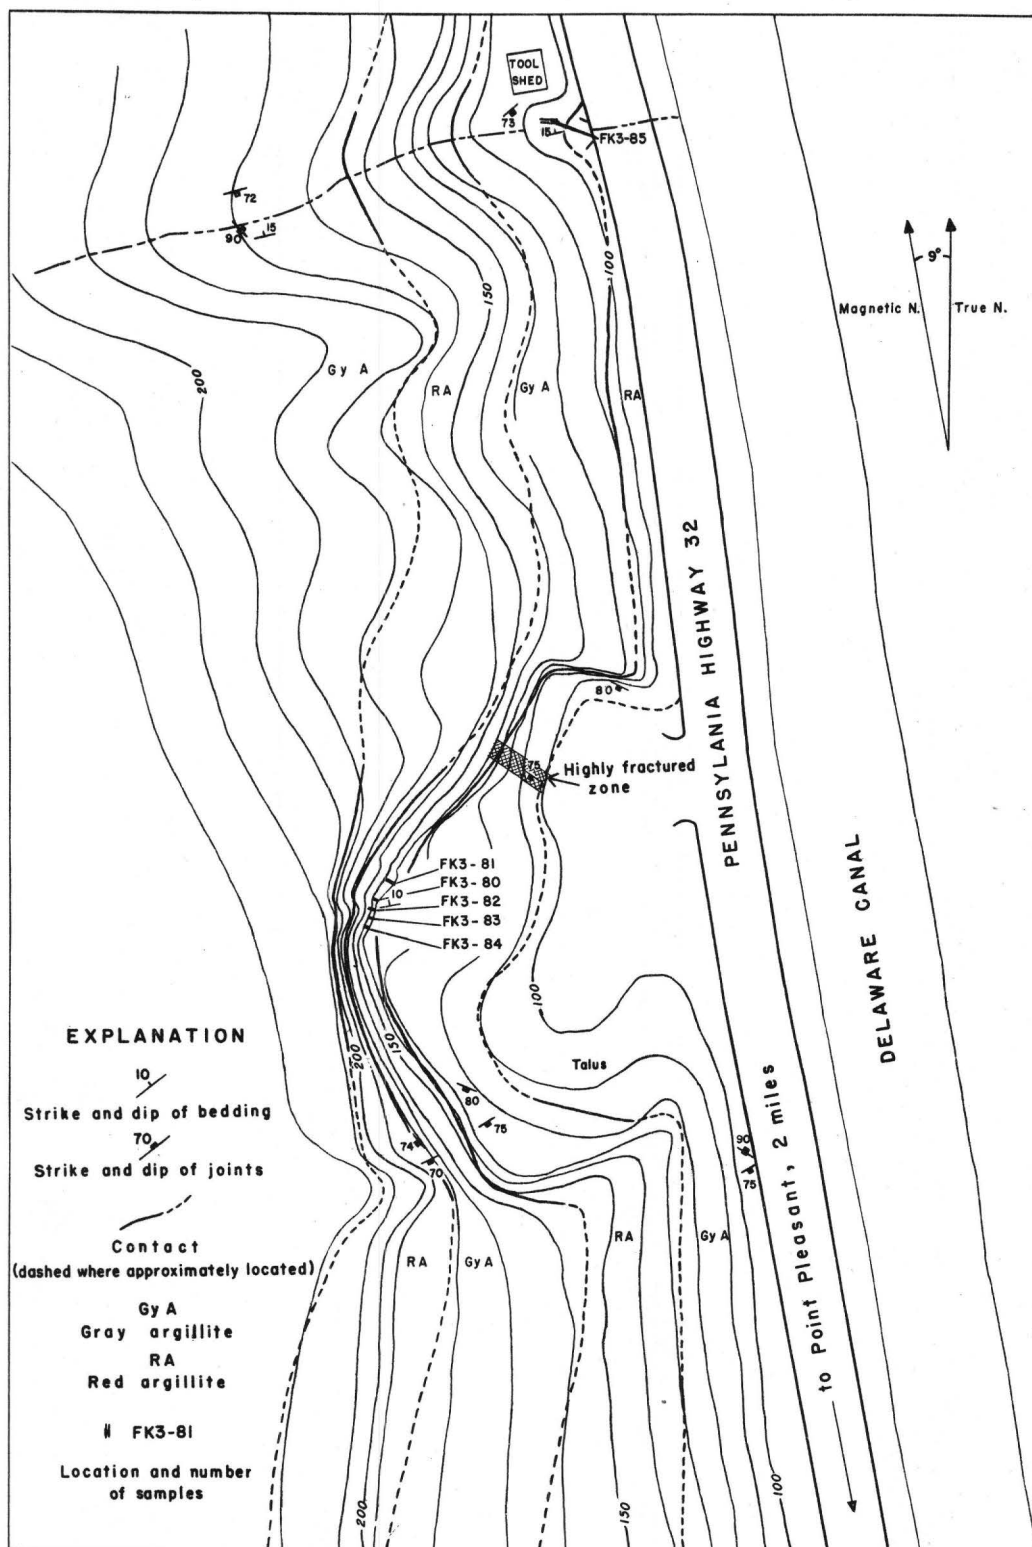 TOOL
SHED
73
15
FK3-85
72
90
15
100
150
9°
Magnetic N.
True N.
200
Gy A
RA
Gy A
RA
PENNSYLANIA HIGHWAY 32
80
75
Highly fractured
zone
FK3-81
FK3-80
10
FK3-82
FK3-83
FK3-84
DELAWARE CANAL
100
EXPLANATION
10
Strike and dip of bedding
70
Strike and dip of joints
Contact
(dashed where approximately located)
Gy A
Gray argillite
RA
Red argillite
FK3-81
Location and number
of samples
200
150
Talus
80
75
74
70
90
75
RA
Gy A
RA
Gy A
to Point Pleasant, 2 miles
200
150
100